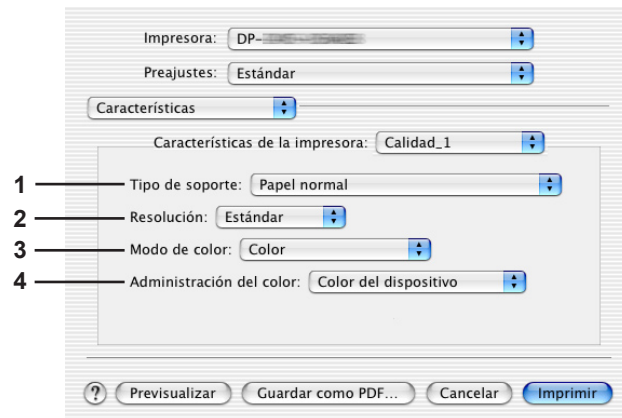 Impresora: DP-
Preajustes: Estándar
Características
Características de la impresora: Calidad_1
1 Tipo de soporte: Papel normal
2 Resolución: Estándar
3 Modo de color: Color
4 Administración del color: Color del dispositivo
? Previsualizar Guardar como PDF... Cancelar Imprimir